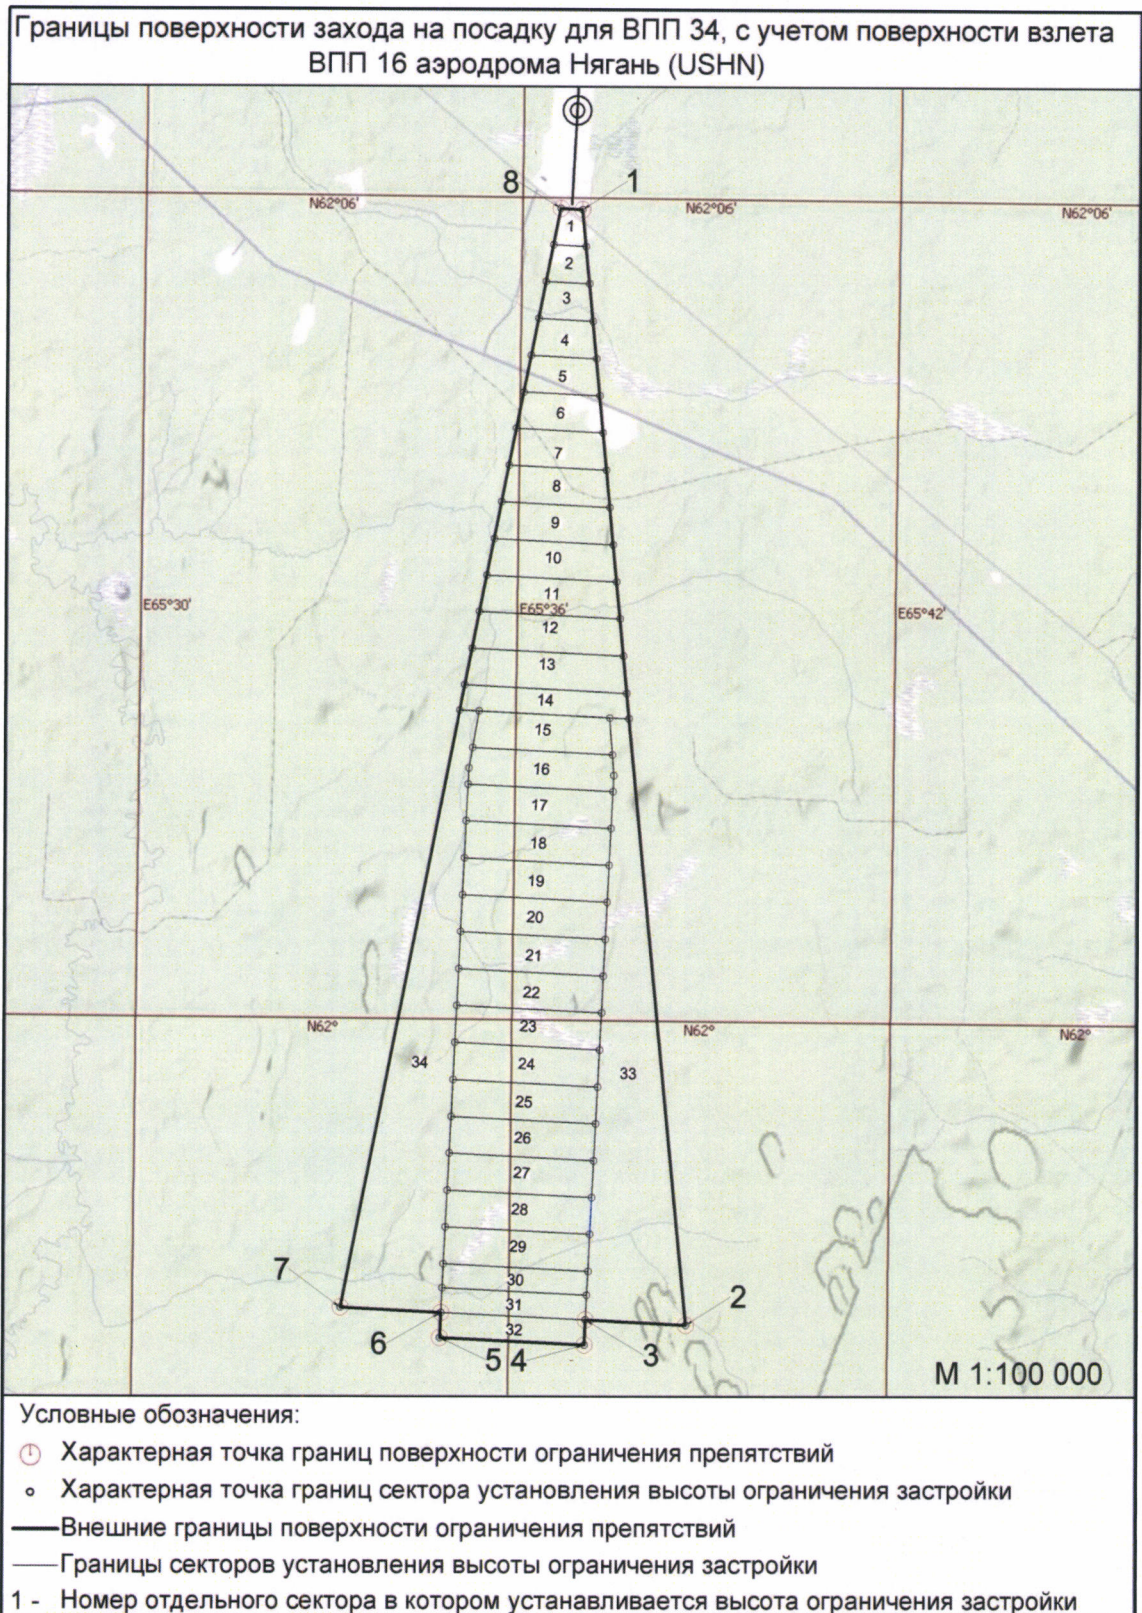 Границы поверхности захода на посадку для ВПП 34, с учетом поверхности взлета
ВПП 16 аэродрома Нягань (USHN)
8 1
N62°06' N62°06' N62°06'
1
2
3
4
5
6
7
8
9
10
11
E65°30' E65°36' E65°42'
12
13
14
15
16
17
18
19
20
21
22
N62° 23 N62° N62°
34 24 33
25
26
27
28
29
7 30
31 2
6 32
5 4 3
М 1:100 000
Условные обозначения:
Характерная точка границ поверхности ограничения препятствий
Характерная точка границ сектора установления высоты ограничения застройки
Внешние границы поверхности ограничения препятствий
Границы секторов установления высоты ограничения застройки
1 - Номер отдельного сектора в котором устанавливается высота ограничения застройки